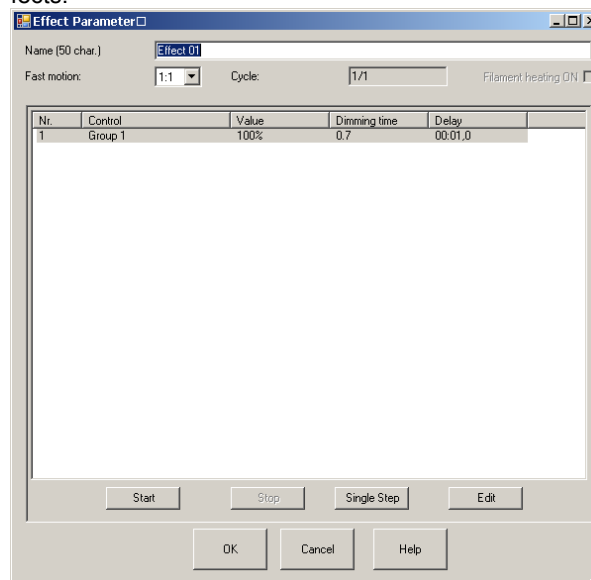 Effect Parameter□
Name (50 char.) Effect 01
Fast motion: 1:1 Cycle: 1/1 Filament heating ON
Nr. Control Value Dimming time Delay
1 Group 1 100% 0.7 00:01,0
Start Stop Single Step Edit
OK Cancel Help